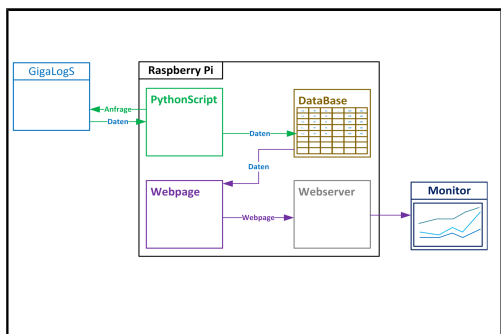 GigaLogS
Raspberry Pi
PythonScript
DataBase
Anfrage
Daten
Daten
Daten
Webpage
Webserver
Webpage
Monitor